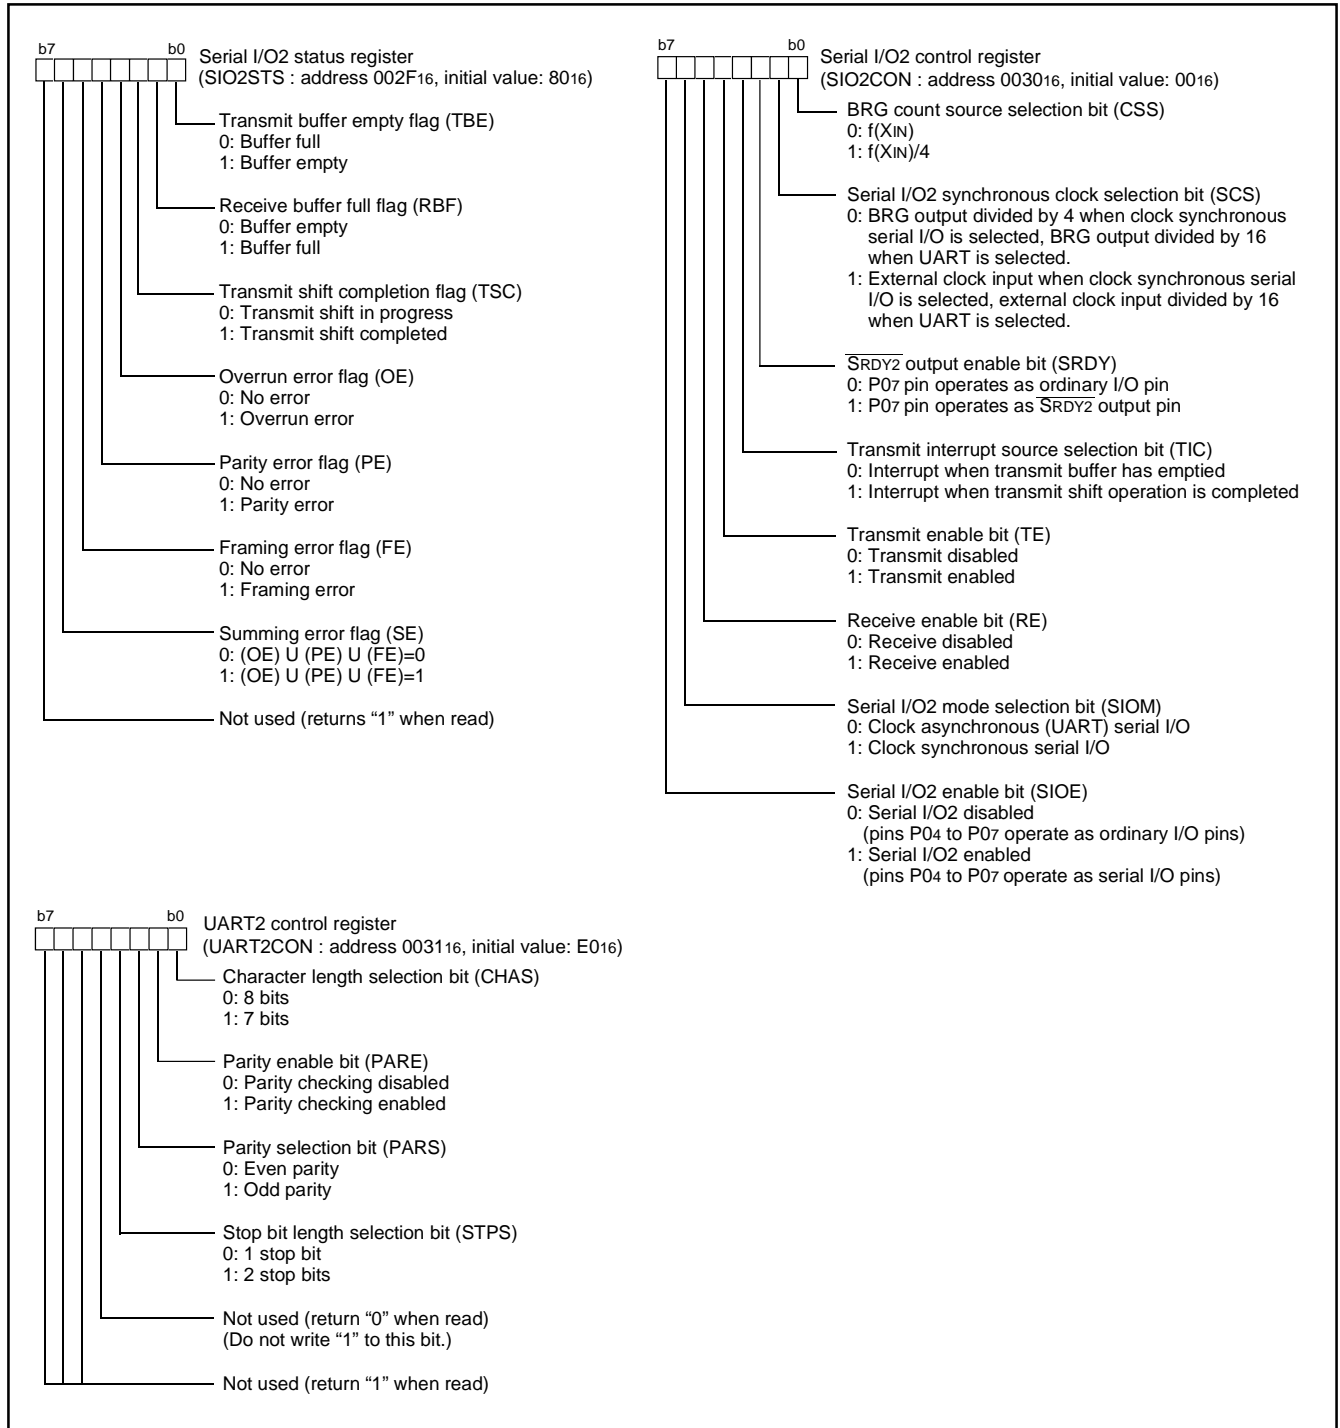 b7 b0
Serial I/O2 status register
(SIO2STS : address 002F16, initial value: 8016)
Transmit buffer empty flag (TBE)
0: Buffer full
1: Buffer empty
Receive buffer full flag (RBF)
0: Buffer empty
1: Buffer full
Transmit shift completion flag (TSC)
0: Transmit shift in progress
1: Transmit shift completed
Overrun error flag (OE)
0: No error
1: Overrun error
Parity error flag (PE)
0: No error
1: Parity error
Framing error flag (FE)
0: No error
1: Framing error
Summing error flag (SE)
0: (OE) U (PE) U (FE)=0
1: (OE) U (PE) U (FE)=1
Not used (returns “1” when read)
b7 b0
Serial I/O2 control register
(SIO2CON : address 003016, initial value: 0016)
BRG count source selection bit (CSS)
0: f(XIN)
1: f(XIN)/4
Serial I/O2 synchronous clock selection bit (SCS)
0: BRG output divided by 4 when clock synchronous
serial I/O is selected, BRG output divided by 16
when UART is selected.
1: External clock input when clock synchronous serial
I/O is selected, external clock input divided by 16
when UART is selected.
SRDY2 output enable bit (SRDY)
0: P07 pin operates as ordinary I/O pin
1: P07 pin operates as SRDY2 output pin
Transmit interrupt source selection bit (TIC)
0: Interrupt when transmit buffer has emptied
1: Interrupt when transmit shift operation is completed
Transmit enable bit (TE)
0: Transmit disabled
1: Transmit enabled
Receive enable bit (RE)
0: Receive disabled
1: Receive enabled
Serial I/O2 mode selection bit (SIOM)
0: Clock asynchronous (UART) serial I/O
1: Clock synchronous serial I/O
Serial I/O2 enable bit (SIOE)
0: Serial I/O2 disabled
(pins P04 to P07 operate as ordinary I/O pins)
1: Serial I/O2 enabled
(pins P04 to P07 operate as serial I/O pins)
b7 b0
UART2 control register
(UART2CON : address 003116, initial value: E016)
Character length selection bit (CHAS)
0: 8 bits
1: 7 bits
Parity enable bit (PARE)
0: Parity checking disabled
1: Parity checking enabled
Parity selection bit (PARS)
0: Even parity
1: Odd parity
Stop bit length selection bit (STPS)
0: 1 stop bit
1: 2 stop bits
Not used (return “0” when read)
(Do not write “1” to this bit.)
Not used (return “1” when read)